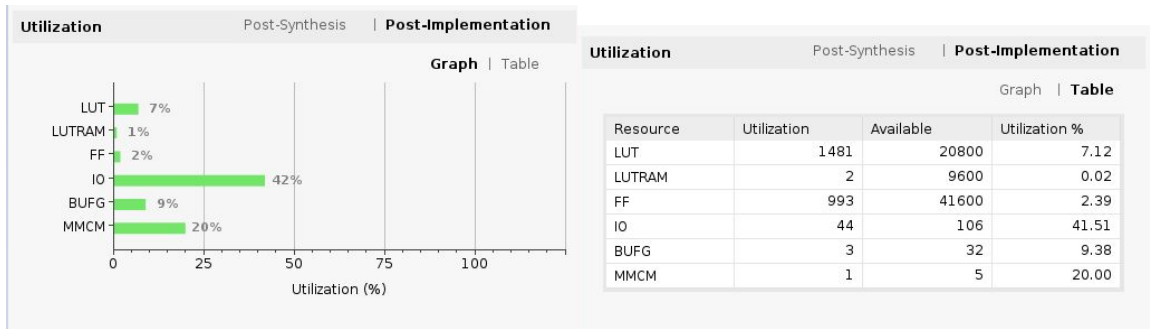 Utilization Post-Synthesis | Post-Implementation
Graph | Table
LUT 7%
LUTRAM 1%
FF 2%
IO 42%
BUFG 9%
MMCM 20%
0 25 50 75 100
Utilization (%)
Utilization Post-Synthesis | Post-Implementation
Graph | Table
Resource Utilization Available Utilization %
LUT 1481 20800 7.12
LUTRAM 2 9600 0.02
FF 993 41600 2.39
IO 44 106 41.51
BUFG 3 32 9.38
MMCM 1 5 20.00